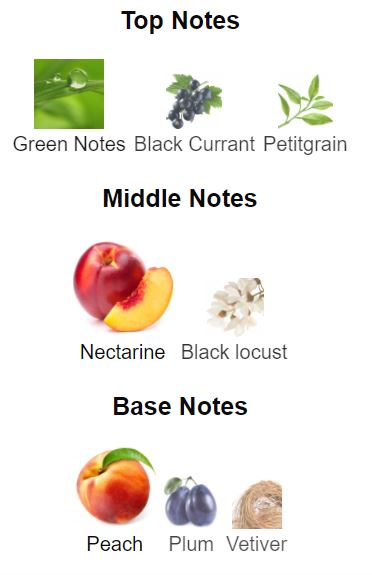 Top Notes
Green Notes Black Currant Petitgrain
Middle Notes
Nectarine Black locust
Base Notes
Peach Plum Vetiver